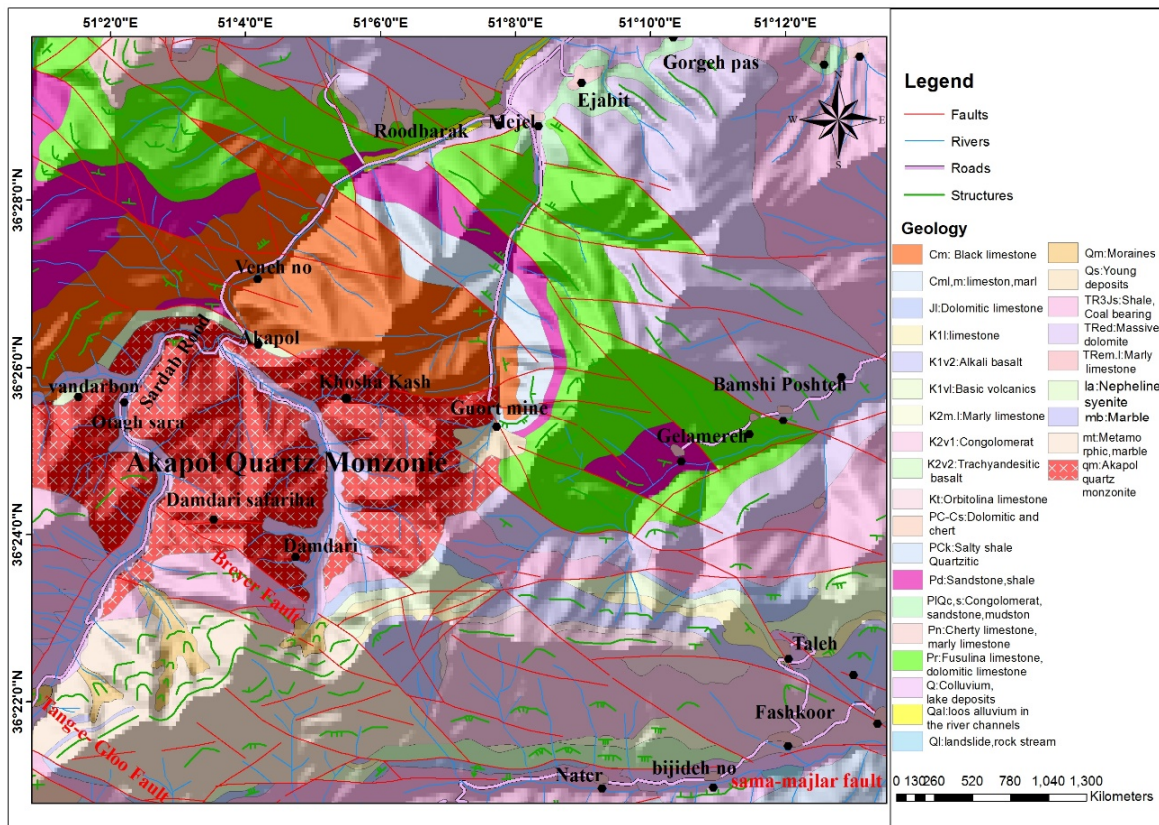 51°2'0"E 51°4'0"E 51°6'0"E 51°8'0"E 51°10'0"E 51°12'0"E
36°28'0"N
36°26'0"N
36°24'0"N
36°22'0"N
Gorgeh pas
Ejabit
Mejel
Roodbarak
Veneh no
Akapol
Sardab Rood
vandarbon
Otagh sara
Khosha Kash
Guort mine
Bamshi Poshteh
Gelamereh
Akapol Quartz Monzonie
Damdari safariha
Damdari
Brever Fault
Tang-e- Gloo Fault
Taleh
Fashkoor
Nater
bijideh no
sama-majlar fault
N
W E
S
Legend
Faults
Rivers
Roads
Structures
Geology
Cm: Black limestone
Cml,m:limeston,marl
Jl:Dolomitic limestone
K1l:limestone
K1v2:Alkali basalt
K1vl:Basic volcanics
K2m.l:Marly limestone
K2v1:Conglomerat
K2v2:Trachyandesitic
basalt
Kt:Orbitolina limestone
PC-Cs:Dolomitic and
chert
PCk:Salty shale
Quartzitic
Pd:Sandstone,shale
PlQc,s:Congolomerat,
sandstone,mudston
Pn:Cherty limestone,
marly limestone
Pr:Fusulina limestone,
dolomitic limestone
Q:Colluvium,
lake deposits
Qal:loos alluvium in
the river channels
Ql:landslide,rock stream
Qm:Moraines
Qs:Young
deposits
TR3Js:Shale,
Coal bearing
TRed:Massive
dolomite
TRem.l:Marly
limestone
la:Nepheline
syenite
mb:Marble
mt:Metamo
rphic,marble
qm:Akapol
quartz
monzonite
0 130260 520 780 1,040 1,300
Kilometers